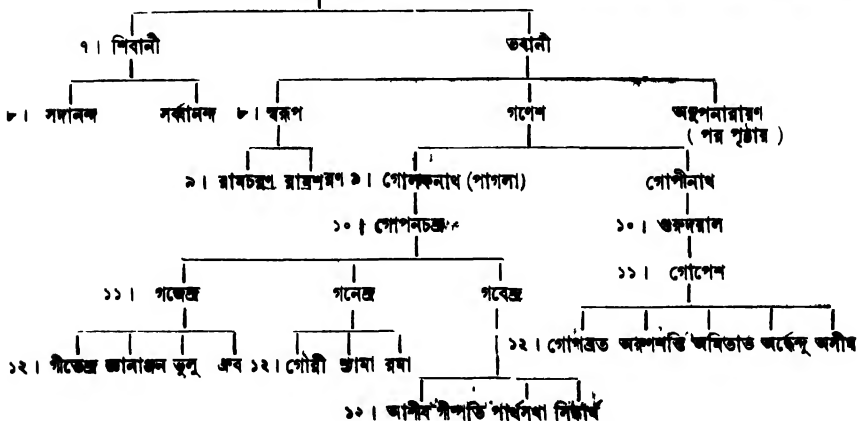 ৭। শিবানী ভবানী
৮। সদানন্দ সর্ব্বানন্দ ৮। স্বরূপ গণেশ অনুপনারায়ণ
( পর পৃষ্ঠায় )
৯। রামচরণ রামশরণ ৯। গোলকনাথ (পাগলা) গোপীনাথ
১০। গোপনচন্দ্র ১০। গুরুদয়াল
১১। গজেন্দ্র গনেন্দ্র গবেন্দ্র ১১। গোপেশ
১২। গীতেন্দ্র জ্ঞানাঞ্জন তুলু ধ্রুব ১২। গৌরী শ্যামা রমা ১২। গোপব্রত অরুণশক্তি অমিতাভ অর্দ্ধেন্দু অসীম
১২। আশীষ গীষ্পতি পার্থসখা সিদ্ধার্থ